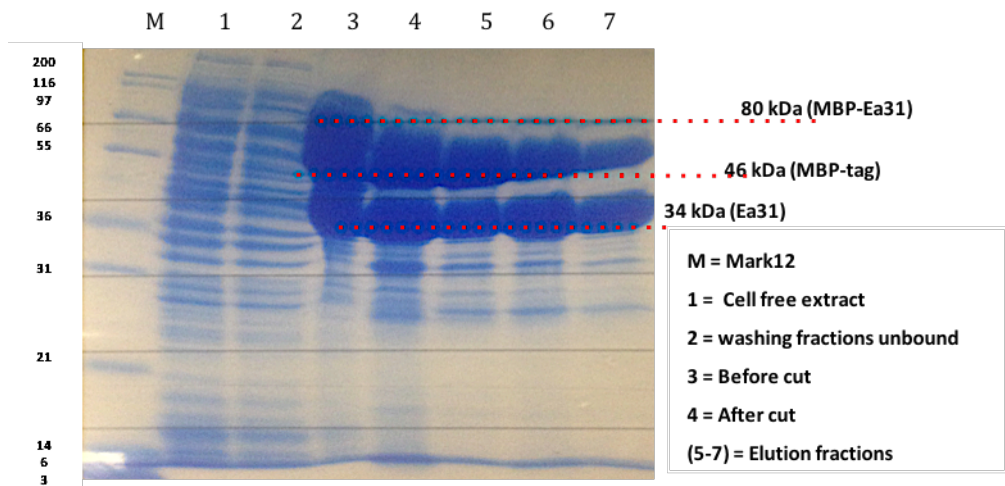 M 1 2 3 4 5 6 7
200
116
97
66
55
36
31
21
14
6
3
80 kDa (MBP-Ea31)
46 kDa (MBP-tag)
34 kDa (Ea31)
M = Mark12
1 = Cell free extract
2 = washing fractions unbound
3 = Before cut
4 = After cut
(5-7) = Elution fractions